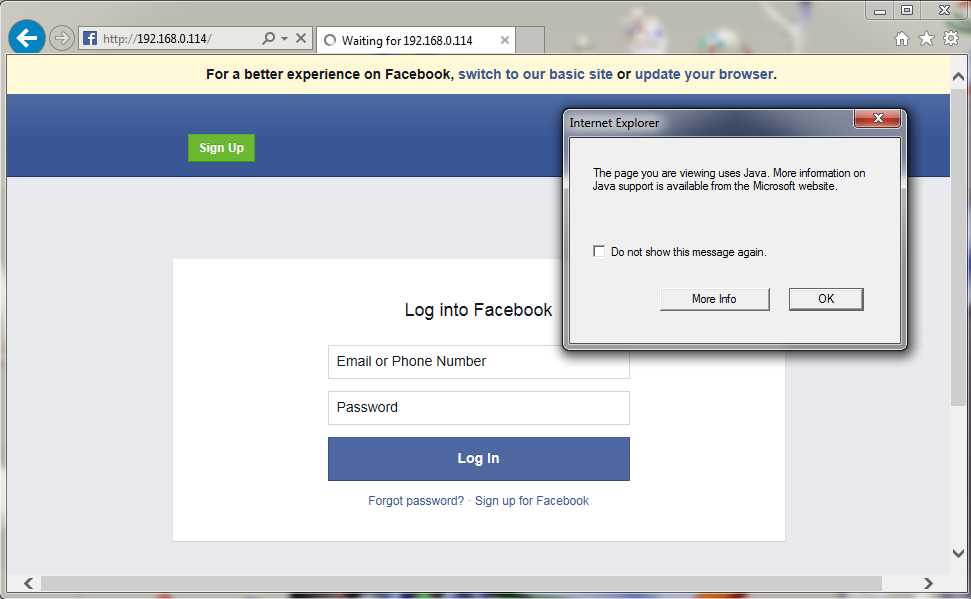 http://192.168.0.114/
Waiting for 192.168.0.114
For a better experience on Facebook, switch to our basic site or update your browser.
Sign Up
Internet Explorer
The page you are viewing uses Java. More information on
Java support is available from the Microsoft website.
Do not show this message again.
More Info
OK
Log into Facebook
Email or Phone Number
Password
Log In
Forgot password? · Sign up for Facebook